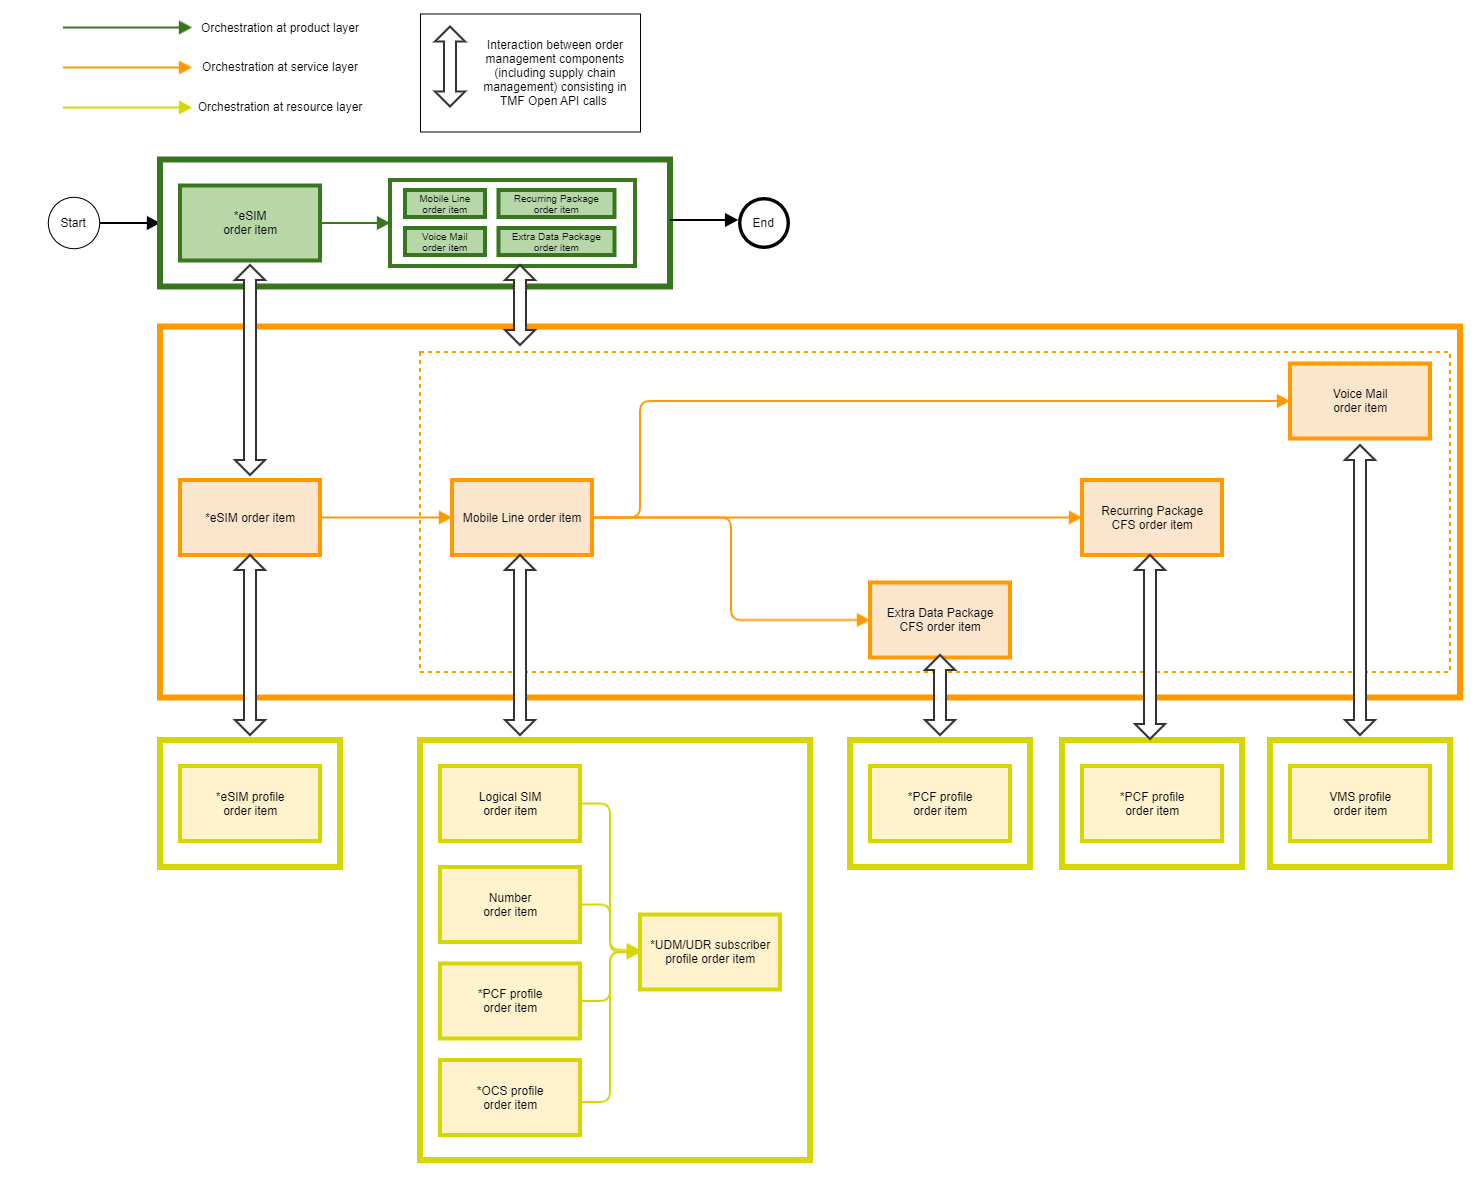 Orchestration at product layer
Orchestration at service layer
Orchestration at resource layer
Interaction between order
management components
(including supply chain
management) consisting in
TMF Open API calls
Start
*eSIM
order item
Mobile Line
order item
Recurring Package
order item
Voice Mail
order item
Extra Data Package
order item
End
Voice Mail
order item
*eSIM order item
Mobile Line order item
Recurring Package
CFS order item
Extra Data Package
CFS order item
*eSIM profile
order item
Logical SIM
order item
Number
order item
*PCF profile
order item
*OCS profile
order item
*UDM/UDR subscriber
profile order item
*PCF profile
order item
*PCF profile
order item
VMS profile
order item